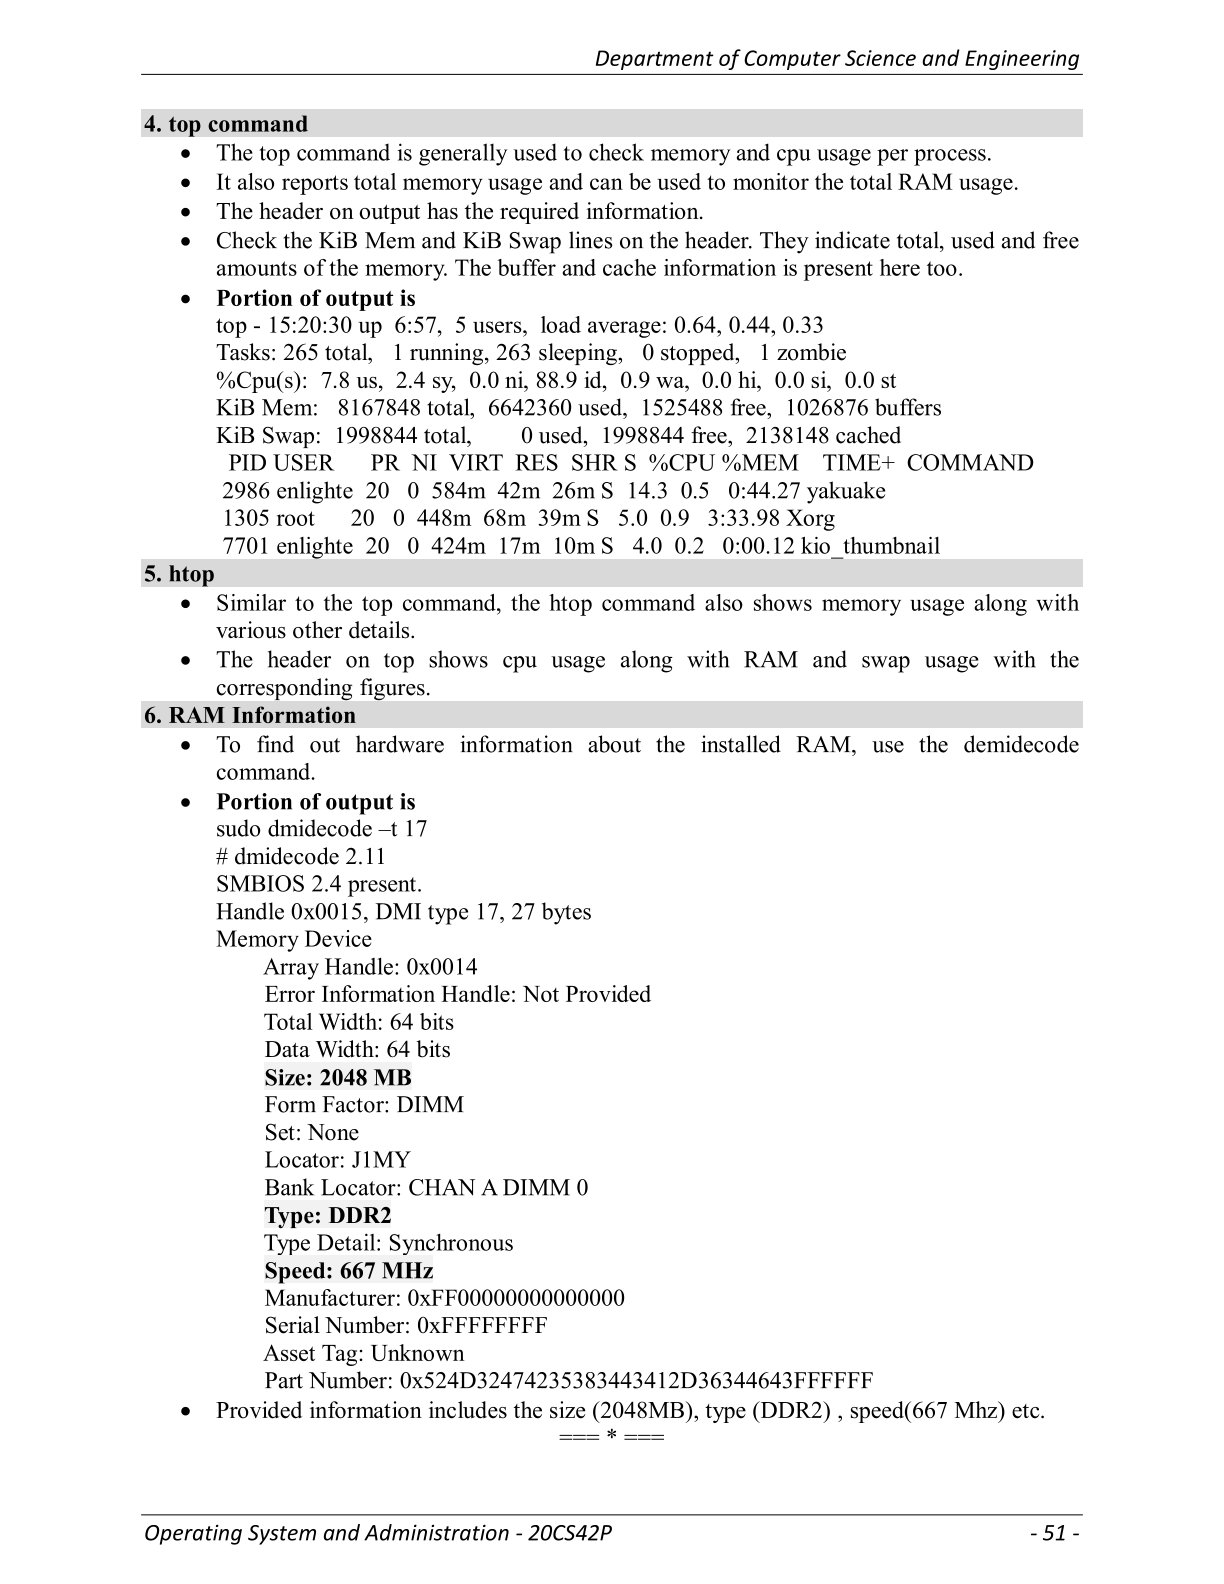 Department of Computer Science and Engineering
4. top command
• The top command is generally used to check memory and cpu usage per process.
• It also reports total memory usage and can be used to monitor the total RAM usage.
• The header on output has the required information.
• Check the KiB Mem and KiB Swap lines on the header. They indicate total, used and free
amounts of the memory. The buffer and cache information is present here too.
• Portion of output is
top - 15:20:30 up  6:57,  5 users,  load average: 0.64, 0.44, 0.33
Tasks: 265 total,   1 running, 263 sleeping,   0 stopped,   1 zombie
%Cpu(s):  7.8 us,  2.4 sy,  0.0 ni, 88.9 id,  0.9 wa,  0.0 hi,  0.0 si,  0.0 st
KiB Mem:   8167848 total,  6642360 used,  1525488 free,  1026876 buffers
KiB Swap:  1998844 total,        0 used,  1998844 free,  2138148 cached
PID USER      PR  NI  VIRT  RES  SHR S  %CPU %MEM    TIME+  COMMAND
2986 enlighte  20   0  584m  42m  26m S  14.3  0.5   0:44.27 yakuake
1305 root      20   0  448m  68m  39m S   5.0  0.9   3:33.98 Xorg
7701 enlighte  20   0  424m  17m  10m S   4.0  0.2   0:00.12 kio_thumbnail
5. htop
• Similar to the top command, the htop command also shows memory usage along with
various other details.
• The header on top shows cpu usage along with RAM and swap usage with the
corresponding figures.
6. RAM Information
• To find out hardware information about the installed RAM, use the demidecode
command.
• Portion of output is
sudo dmidecode –t 17
# dmidecode 2.11
SMBIOS 2.4 present.
Handle 0x0015, DMI type 17, 27 bytes
Memory Device
Array Handle: 0x0014
Error Information Handle: Not Provided
Total Width: 64 bits
Data Width: 64 bits
Size: 2048 MB
Form Factor: DIMM
Set: None
Locator: J1MY
Bank Locator: CHAN A DIMM 0
Type: DDR2
Type Detail: Synchronous
Speed: 667 MHz
Manufacturer: 0xFF00000000000000
Serial Number: 0xFFFFFFFF
Asset Tag: Unknown
Part Number: 0x524D32474235383443412D36344643FFFFFF
• Provided information includes the size (2048MB), type (DDR2) , speed(667 Mhz) etc.
=== * ===
Operating System and Administration - 20CS42P - 51 -